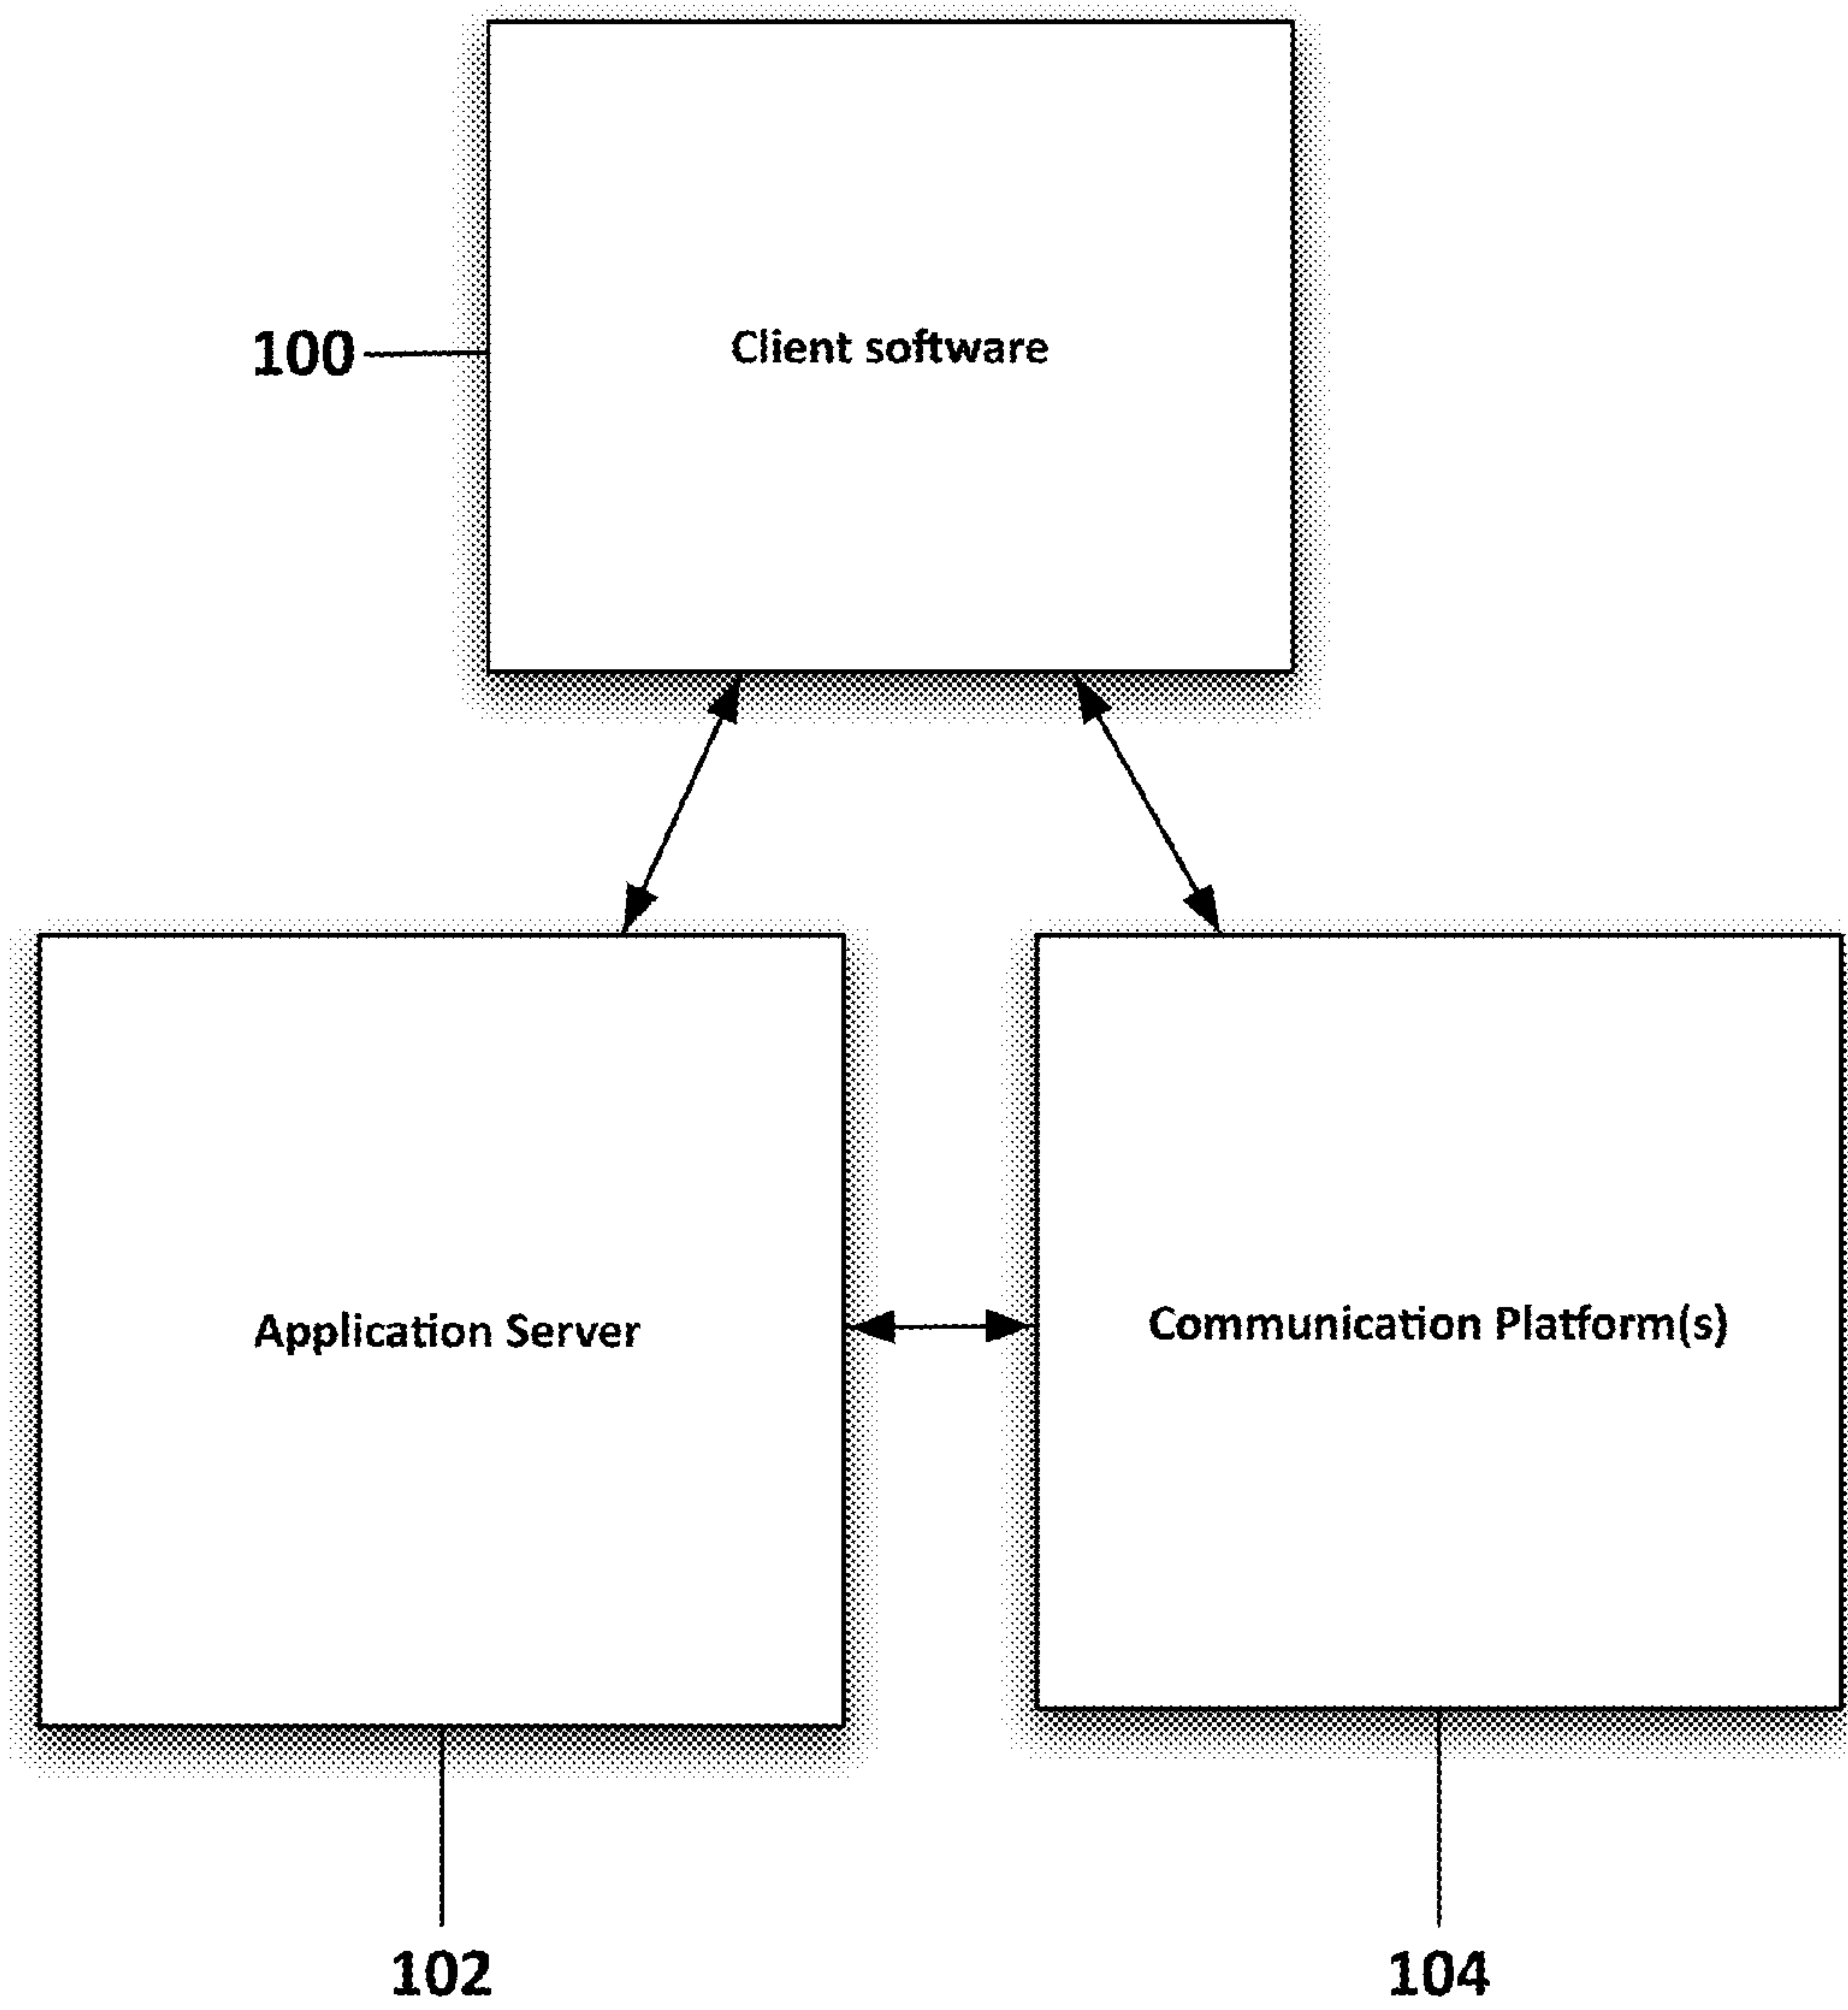 100
Client software
Application Server
Communication Platform(s)
102
104